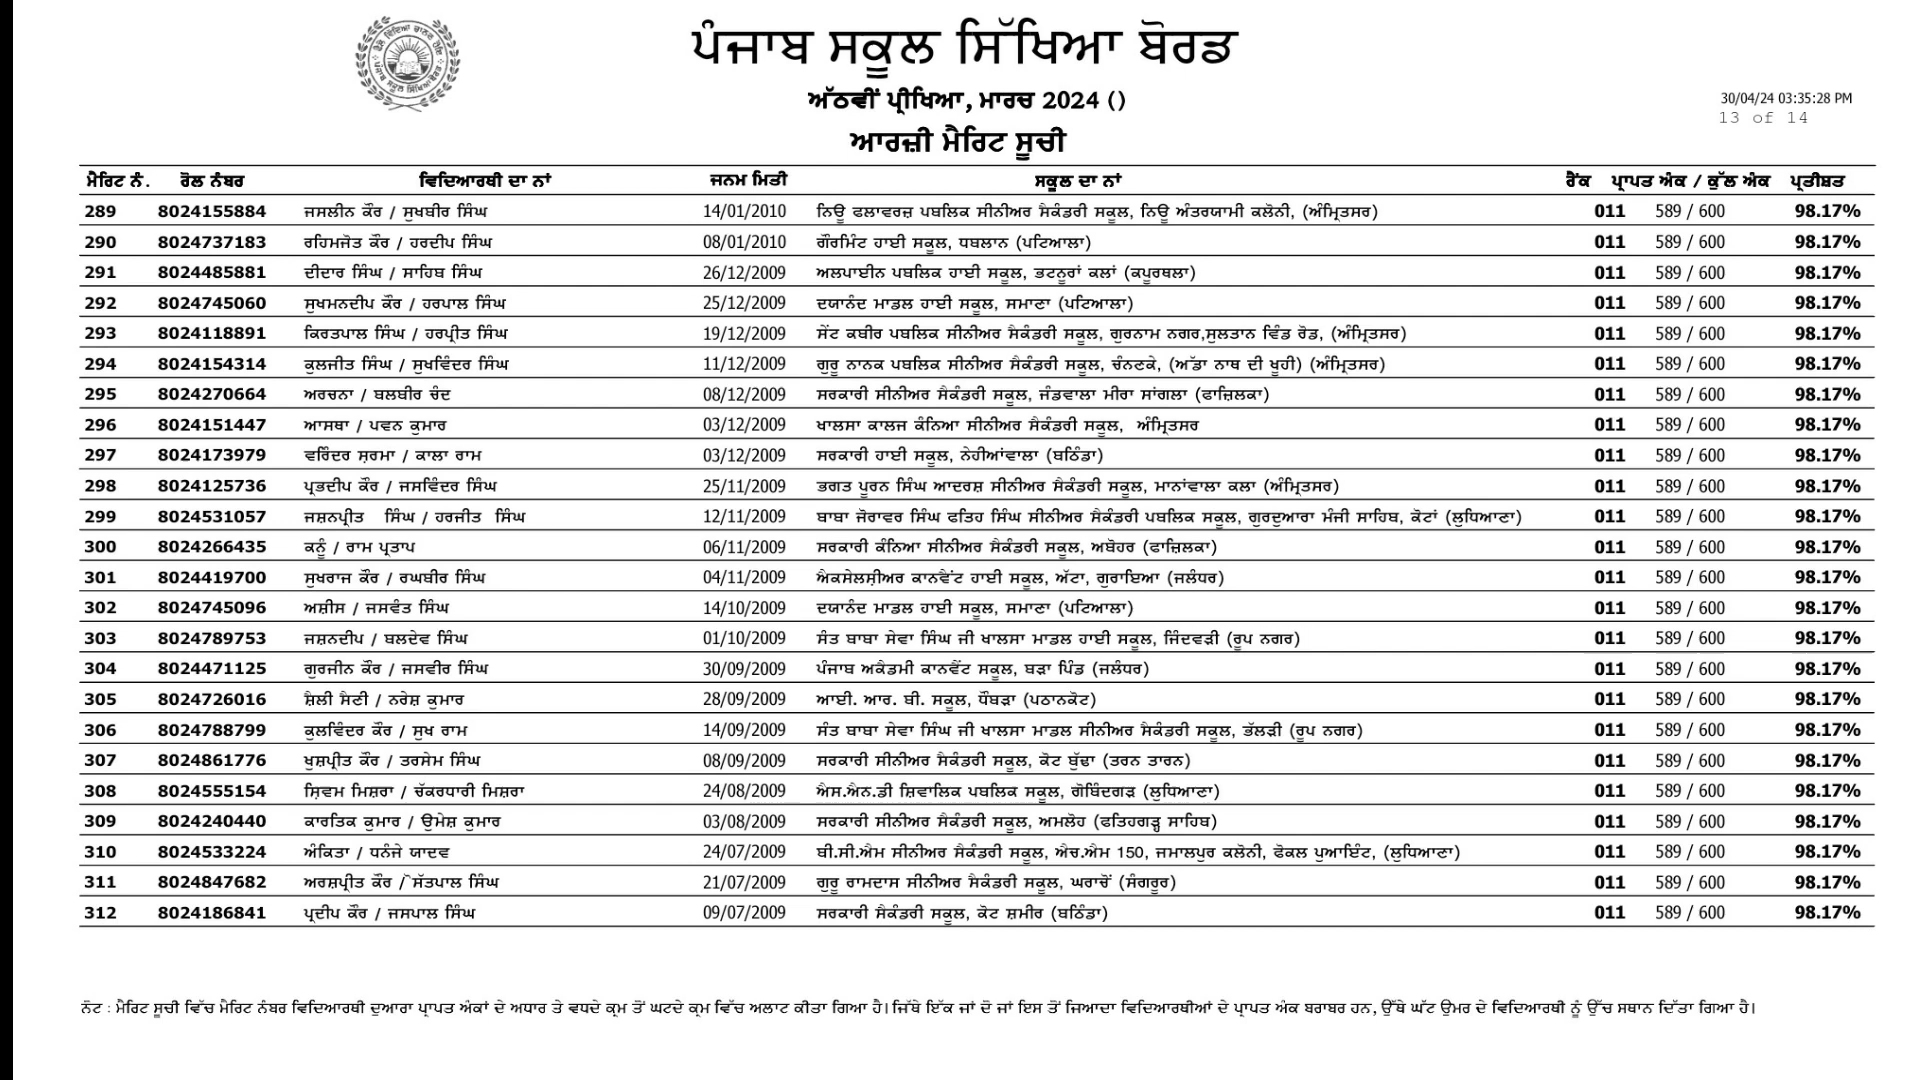 ਪੰਜਾਬ ਸਕੂਲ ਸਿੱਖਿਆ ਬੋਰਡ
ਅੱਠਵੀਂ ਪ੍ਰੀਖਿਆ, ਮਾਰਚ 2024 ()
30/04/24 03:35:28 PM
13 of 14
ਆਰਜ਼ੀ ਮੈਰਿਟ ਸੂਚੀ
ਮੈਰਿਟ ਨੰ. ਰੋਲ ਨੰਬਰ ਵਿਦਿਆਰਥੀ ਦਾ ਨਾਂ ਜਨਮ ਮਿਤੀ ਸਕੂਲ ਦਾ ਨਾਂ ਰੈਂਕ ਪ੍ਰਾਪਤ ਅੰਕ / ਕੁੱਲ ਅੰਕ ਪ੍ਰਤੀਸ਼ਤ
289 8024155884 ਜਸਲੀਨ ਕੌਰ / ਸੁਖਬੀਰ ਸਿੰਘ 14/01/2010 ਨਿਊ ਫਲਾਵਰਜ਼ ਪਬਲਿਕ ਸੀਨੀਅਰ ਸੈਕੰਡਰੀ ਸਕੂਲ, ਨਿਊ ਅੰਤਰਯਾਮੀ ਕਲੋਨੀ, (ਅੰਮ੍ਰਿਤਸਰ) 011 589 / 600 98.17%
290 8024737183 ਰਹਿਮਜੋਤ ਕੌਰ / ਹਰਦੀਪ ਸਿੰਘ 08/01/2010 ਗੌਰਮਿੰਟ ਹਾਈ ਸਕੂਲ, ਧਬਲਾਨ (ਪਟਿਆਲਾ) 011 589 / 600 98.17%
291 8024485881 ਦੀਦਾਰ ਸਿੰਘ / ਸਾਹਿਬ ਸਿੰਘ 26/12/2009 ਅਲਪਾਈਨ ਪਬਲਿਕ ਹਾਈ ਸਕੂਲ, ਭਟਨੂਰਾਂ ਕਲਾਂ (ਕਪੂਰਥਲਾ) 011 589 / 600 98.17%
292 8024745060 ਸੁਖਮਨਦੀਪ ਕੌਰ / ਹਰਪਾਲ ਸਿੰਘ 25/12/2009 ਦਯਾਨੰਦ ਮਾਡਲ ਹਾਈ ਸਕੂਲ, ਸਮਾਣਾ (ਪਟਿਆਲਾ) 011 589 / 600 98.17%
293 8024118891 ਕਿਰਤਪਾਲ ਸਿੰਘ / ਹਰਪ੍ਰੀਤ ਸਿੰਘ 19/12/2009 ਸੇਂਟ ਕਬੀਰ ਪਬਲਿਕ ਸੀਨੀਅਰ ਸੈਕੰਡਰੀ ਸਕੂਲ, ਗੁਰਨਾਮ ਨਗਰ,ਸੁਲਤਾਨ ਵਿੰਡ ਰੋਡ, (ਅੰਮ੍ਰਿਤਸਰ) 011 589 / 600 98.17%
294 8024154314 ਕੁਲਜੀਤ ਸਿੰਘ / ਸੁਖਵਿੰਦਰ ਸਿੰਘ 11/12/2009 ਗੁਰੂ ਨਾਨਕ ਪਬਲਿਕ ਸੀਨੀਅਰ ਸੈਕੰਡਰੀ ਸਕੂਲ, ਚੰਨਣਕੇ, (ਅੱਡਾ ਨਾਥ ਦੀ ਖੂਹੀ) (ਅੰਮ੍ਰਿਤਸਰ) 011 589 / 600 98.17%
295 8024270664 ਅਰਚਨਾ / ਬਲਬੀਰ ਚੰਦ 08/12/2009 ਸਰਕਾਰੀ ਸੀਨੀਅਰ ਸੈਕੰਡਰੀ ਸਕੂਲ, ਜੰਡਵਾਲਾ ਮੀਰਾ ਸਾਂਗਲਾ (ਫਾਜ਼ਿਲਕਾ) 011 589 / 600 98.17%
296 8024151447 ਆਸਥਾ / ਪਵਨ ਕੁਮਾਰ 03/12/2009 ਖਾਲਸਾ ਕਾਲਜ ਕੰਨਿਆ ਸੀਨੀਅਰ ਸੈਕੰਡਰੀ ਸਕੂਲ, ਅੰਮ੍ਰਿਤਸਰ 011 589 / 600 98.17%
297 8024173979 ਵਰਿੰਦਰ ਸ਼ਰਮਾ / ਕਾਲਾ ਰਾਮ 03/12/2009 ਸਰਕਾਰੀ ਹਾਈ ਸਕੂਲ, ਨੇਹੀਆਂਵਾਲਾ (ਬਠਿੰਡਾ) 011 589 / 600 98.17%
298 8024125736 ਪ੍ਰਭਦੀਪ ਕੌਰ / ਜਸਵਿੰਦਰ ਸਿੰਘ 25/11/2009 ਭਗਤ ਪੂਰਨ ਸਿੰਘ ਆਦਰਸ਼ ਸੀਨੀਅਰ ਸੈਕੰਡਰੀ ਸਕੂਲ, ਮਾਨਾਂਵਾਲਾ ਕਲਾ (ਅੰਮ੍ਰਿਤਸਰ) 011 589 / 600 98.17%
299 8024531057 ਜਸ਼ਨਪ੍ਰੀਤ ਸਿੰਘ / ਹਰਜੀਤ ਸਿੰਘ 12/11/2009 ਬਾਬਾ ਜੋਰਾਵਰ ਸਿੰਘ ਫਤਿਹ ਸਿੰਘ ਸੀਨੀਅਰ ਸੈਕੰਡਰੀ ਪਬਲਿਕ ਸਕੂਲ, ਗੁਰਦੁਆਰਾ ਮੰਜੀ ਸਾਹਿਬ, ਕੋਟਾਂ (ਲੁਧਿਆਣਾ) 011 589 / 600 98.17%
300 8024266435 ਕਨੂੰ / ਰਾਮ ਪ੍ਰਤਾਪ 06/11/2009 ਸਰਕਾਰੀ ਕੰਨਿਆ ਸੀਨੀਅਰ ਸੈਕੰਡਰੀ ਸਕੂਲ, ਅਬੋਹਰ (ਫਾਜ਼ਿਲਕਾ) 011 589 / 600 98.17%
301 8024419700 ਸੁਖਰਾਜ ਕੌਰ / ਰਘਬੀਰ ਸਿੰਘ 04/11/2009 ਐਕਸੇਲਸੀਅਰ ਕਾਨਵੈਂਟ ਹਾਈ ਸਕੂਲ, ਅੱਟਾ, ਗੁਰਾਇਆ (ਜਲੰਧਰ) 011 589 / 600 98.17%
302 8024745096 ਅਸ਼ੀਸ / ਜਸਵੰਤ ਸਿੰਘ 14/10/2009 ਦਯਾਨੰਦ ਮਾਡਲ ਹਾਈ ਸਕੂਲ, ਸਮਾਣਾ (ਪਟਿਆਲਾ) 011 589 / 600 98.17%
303 8024789753 ਜਸ਼ਨਦੀਪ / ਬਲਦੇਵ ਸਿੰਘ 01/10/2009 ਸੰਤ ਬਾਬਾ ਸੇਵਾ ਸਿੰਘ ਜੀ ਖਾਲਸਾ ਮਾਡਲ ਹਾਈ ਸਕੂਲ, ਜਿੰਦਵੜੀ (ਰੂਪ ਨਗਰ) 011 589 / 600 98.17%
304 8024471125 ਗੁਰਜੀਨ ਕੌਰ / ਜਸਵੀਰ ਸਿੰਘ 30/09/2009 ਪੰਜਾਬ ਅਕੈਡਮੀ ਕਾਨਵੈਂਟ ਸਕੂਲ, ਬੜਾ ਪਿੰਡ (ਜਲੰਧਰ) 011 589 / 600 98.17%
305 8024726016 ਸ਼ੈਲੀ ਸੈਣੀ / ਨਰੇਸ਼ ਕੁਮਾਰ 28/09/2009 ਆਈ. ਆਰ. ਬੀ. ਸਕੂਲ, ਧੌਬੜਾ (ਪਠਾਨਕੋਟ) 011 589 / 600 98.17%
306 8024788799 ਕੁਲਵਿੰਦਰ ਕੌਰ / ਸੁਖ ਰਾਮ 14/09/2009 ਸੰਤ ਬਾਬਾ ਸੇਵਾ ਸਿੰਘ ਜੀ ਖਾਲਸਾ ਮਾਡਲ ਸੀਨੀਅਰ ਸੈਕੰਡਰੀ ਸਕੂਲ, ਭੱਲੜੀ (ਰੂਪ ਨਗਰ) 011 589 / 600 98.17%
307 8024861776 ਖੁਸ਼ਪ੍ਰੀਤ ਕੌਰ / ਤਰਸੇਮ ਸਿੰਘ 08/09/2009 ਸਰਕਾਰੀ ਸੀਨੀਅਰ ਸੈਕੰਡਰੀ ਸਕੂਲ, ਕੋਟ ਬੁੱਢਾ (ਤਰਨ ਤਾਰਨ) 011 589 / 600 98.17%
308 8024555154 ਸ਼ਿਵਮ ਮਿਸ਼ਰਾ / ਚੱਕਰਧਾਰੀ ਮਿਸ਼ਰਾ 24/08/2009 ਐਸ.ਐਨ.ਡੀ ਸ਼ਿਵਾਲਿਕ ਪਬਲਿਕ ਸਕੂਲ, ਗੋਬਿੰਦਗੜ (ਲੁਧਿਆਣਾ) 011 589 / 600 98.17%
309 8024240440 ਕਾਰਤਿਕ ਕੁਮਾਰ / ਉਮੇਸ਼ ਕੁਮਾਰ 03/08/2009 ਸਰਕਾਰੀ ਸੀਨੀਅਰ ਸੈਕੰਡਰੀ ਸਕੂਲ, ਅਮਲੋਹ (ਫਤਿਹਗੜ੍ਹ ਸਾਹਿਬ) 011 589 / 600 98.17%
310 8024533224 ਅੰਕਿਤਾ / ਧਨੰਜੇ ਯਾਦਵ 24/07/2009 ਬੀ.ਸੀ.ਐਮ ਸੀਨੀਅਰ ਸੈਕੰਡਰੀ ਸਕੂਲ, ਐਚ.ਐਮ 150, ਜਮਾਲਪੁਰ ਕਲੋਨੀ, ਫੋਕਲ ਪੁਆਇੰਟ, (ਲੁਧਿਆਣਾ) 011 589 / 600 98.17%
311 8024847682 ਅਰਸ਼ਪ੍ਰੀਤ ਕੌਰ / ਸੱਤਪਾਲ ਸਿੰਘ 21/07/2009 ਗੁਰੂ ਰਾਮਦਾਸ ਸੀਨੀਅਰ ਸੈਕੰਡਰੀ ਸਕੂਲ, ਘਰਾਚੋਂ (ਸੰਗਰੂਰ) 011 589 / 600 98.17%
312 8024186841 ਪ੍ਰਦੀਪ ਕੌਰ / ਜਸਪਾਲ ਸਿੰਘ 09/07/2009 ਸਰਕਾਰੀ ਸੈਕੰਡਰੀ ਸਕੂਲ, ਕੋਟ ਸ਼ਮੀਰ (ਬਠਿੰਡਾ) 011 589 / 600 98.17%
ਨੋਟ : ਮੈਰਿਟ ਸੂਚੀ ਵਿੱਚ ਮੈਰਿਟ ਨੰਬਰ ਵਿਦਿਆਰਥੀ ਦੁਆਰਾ ਪ੍ਰਾਪਤ ਅੰਕਾਂ ਦੇ ਅਧਾਰ ਤੇ ਵਧਦੇ ਕ੍ਰਮ ਤੋਂ ਘਟਦੇ ਕ੍ਰਮ ਵਿੱਚ ਅਲਾਟ ਕੀਤਾ ਗਿਆ ਹੈ। ਜਿੱਥੇ ਇੱਕ ਜਾਂ ਦੋ ਜਾਂ ਇਸ ਤੋਂ ਜਿਆਦਾ ਵਿਦਿਆਰਥੀਆਂ ਦੇ ਪ੍ਰਾਪਤ ਅੰਕ ਬਰਾਬਰ ਹਨ, ਉੱਥੇ ਘੱਟ ਉਮਰ ਦੇ ਵਿਦਿਆਰਥੀ ਨੂੰ ਉੱਚ ਸਥਾਨ ਦਿੱਤਾ ਗਿਆ ਹੈ।